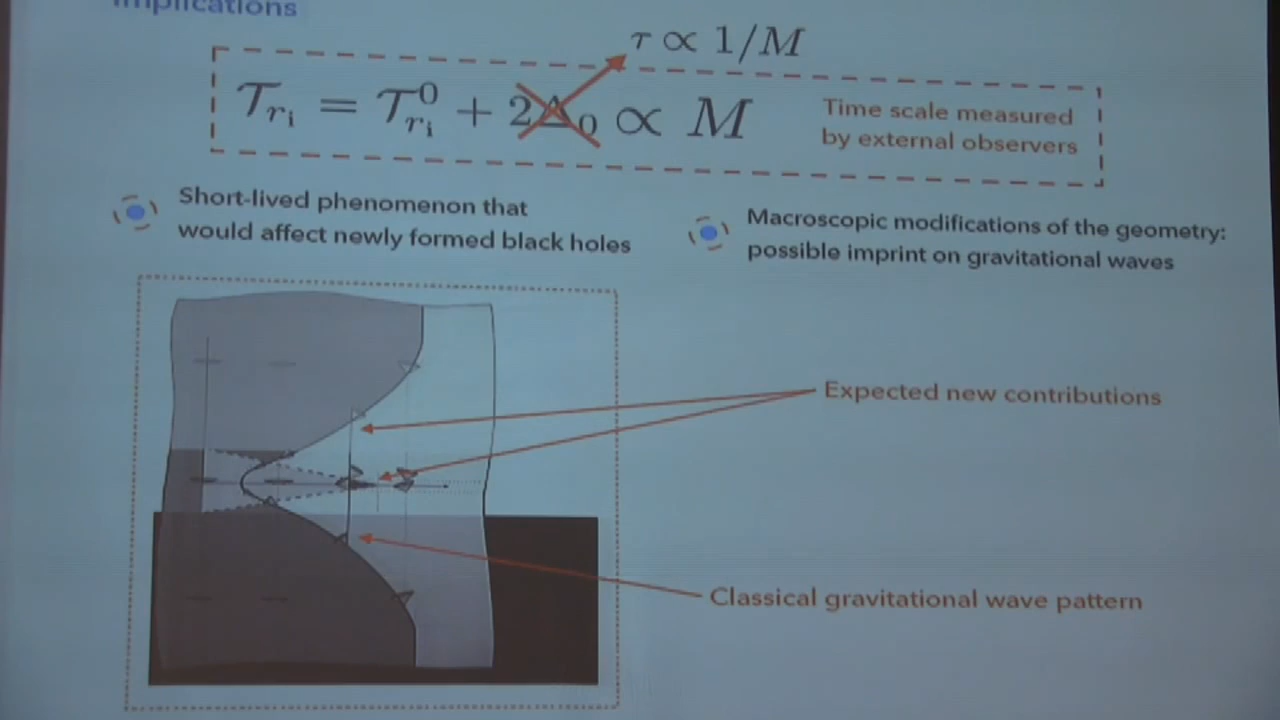 Implications
τ ∝ 1/M
𝒯_{r_i} = 𝒯^0_{r_i} + 2Δ_0 ∝ M
Time scale measured
by external observers
Short-lived phenomenon that
would affect newly formed black holes
Macroscopic modifications of the geometry:
possible imprint on gravitational waves
Expected new contributions
Classical gravitational wave pattern